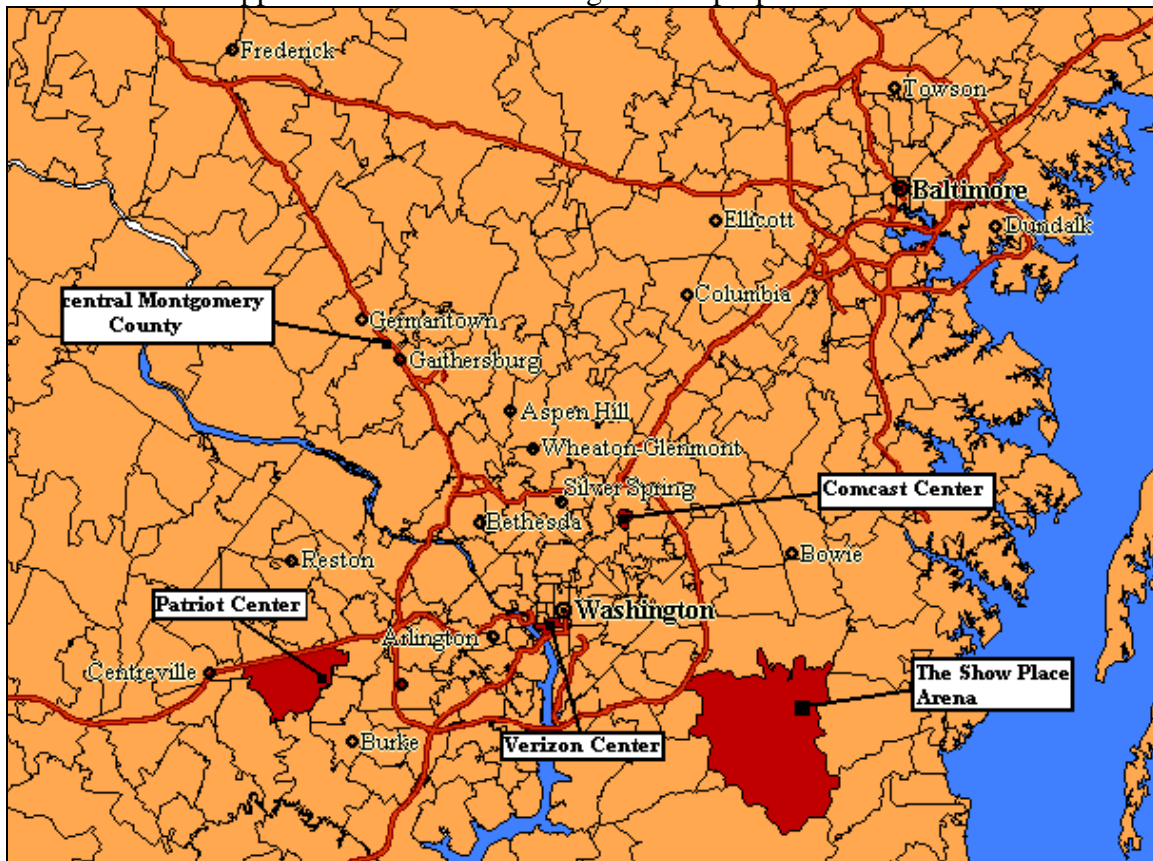 Frederick
Towson
Baltimore
Ellicott
Dundalk
Columbia
central Montgomery
County
Germantown
Gaithersburg
Aspen Hill
Wheaton-Glenmont
Silver Spring
Comcast Center
Bethesda
Bowie
Reston
Patriot Center
Washington
Arlington
Centreville
The Show Place
Arena
Burke
Verizon Center